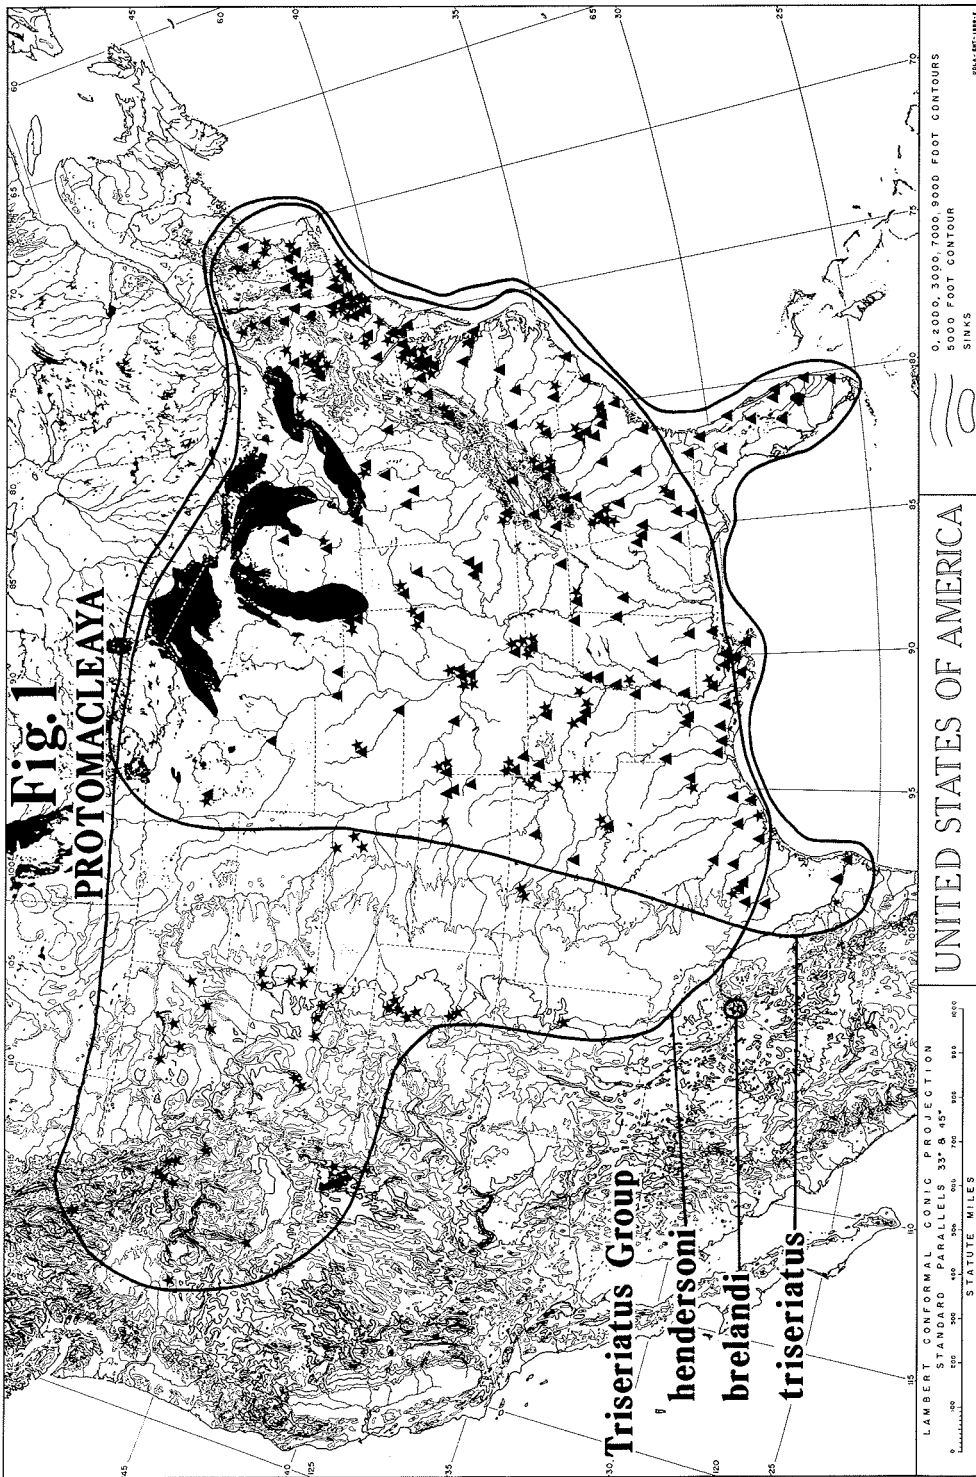 Fig.1
PROTOMACLEAYA
Triseriatus Group
hendersoni
brelandi
triseriatus
LAMBERT CONFORMAL CONIC PROJECTION
STANDARD PARALLELS 33° & 45°
STATUTE MILES
UNITED STATES OF AMERICA
0, 2000, 3000, 7000, 9000 FOOT CONTOURS
5000 FOOT CONTOUR
SINKS